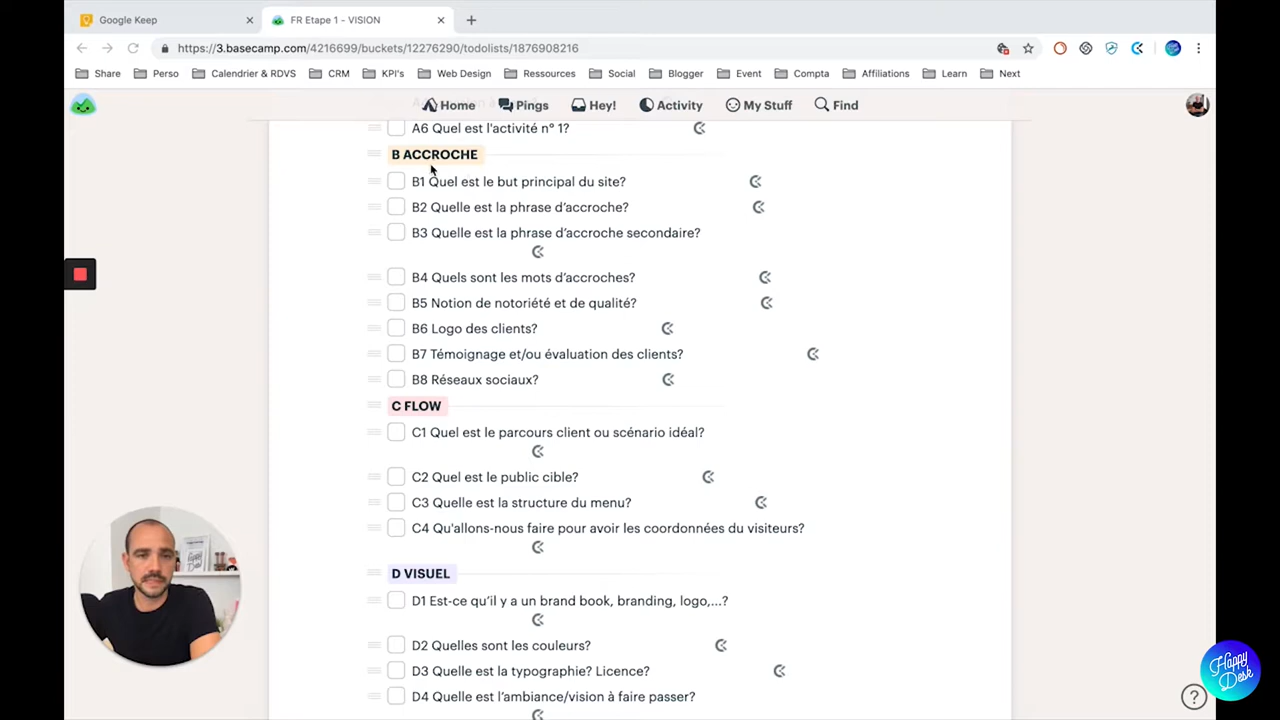 Google Keep
FR Etape 1 - VISION
https://3.basecamp.com/4216699/buckets/12276290/todolists/1876908216
Share Perso Calendrier & RDVS CRM KPI's Web Design Ressources Social Blogger Event Compta Affiliations Learn Next
Home Pings Hey! Activity My Stuff Find
A6 Quel est l'activité n° 1?
B ACCROCHE
B1 Quel est le but principal du site?
B2 Quelle est la phrase d'accroche?
B3 Quelle est la phrase d'accroche secondaire?
B4 Quels sont les mots d'accroches?
B5 Notion de notoriété et de qualité?
B6 Logo des clients?
B7 Témoignage et/ou évaluation des clients?
B8 Réseaux sociaux?
C FLOW
C1 Quel est le parcours client ou scénario idéal?
C2 Quel est le public cible?
C3 Quelle est la structure du menu?
C4 Qu'allons-nous faire pour avoir les coordonnées du visiteurs?
D VISUEL
D1 Est-ce qu'il y a un brand book, branding, logo,...?
D2 Quelles sont les couleurs?
D3 Quelle est la typographie? Licence?
D4 Quelle est l'ambiance/vision à faire passer?
Happy
Desk
?